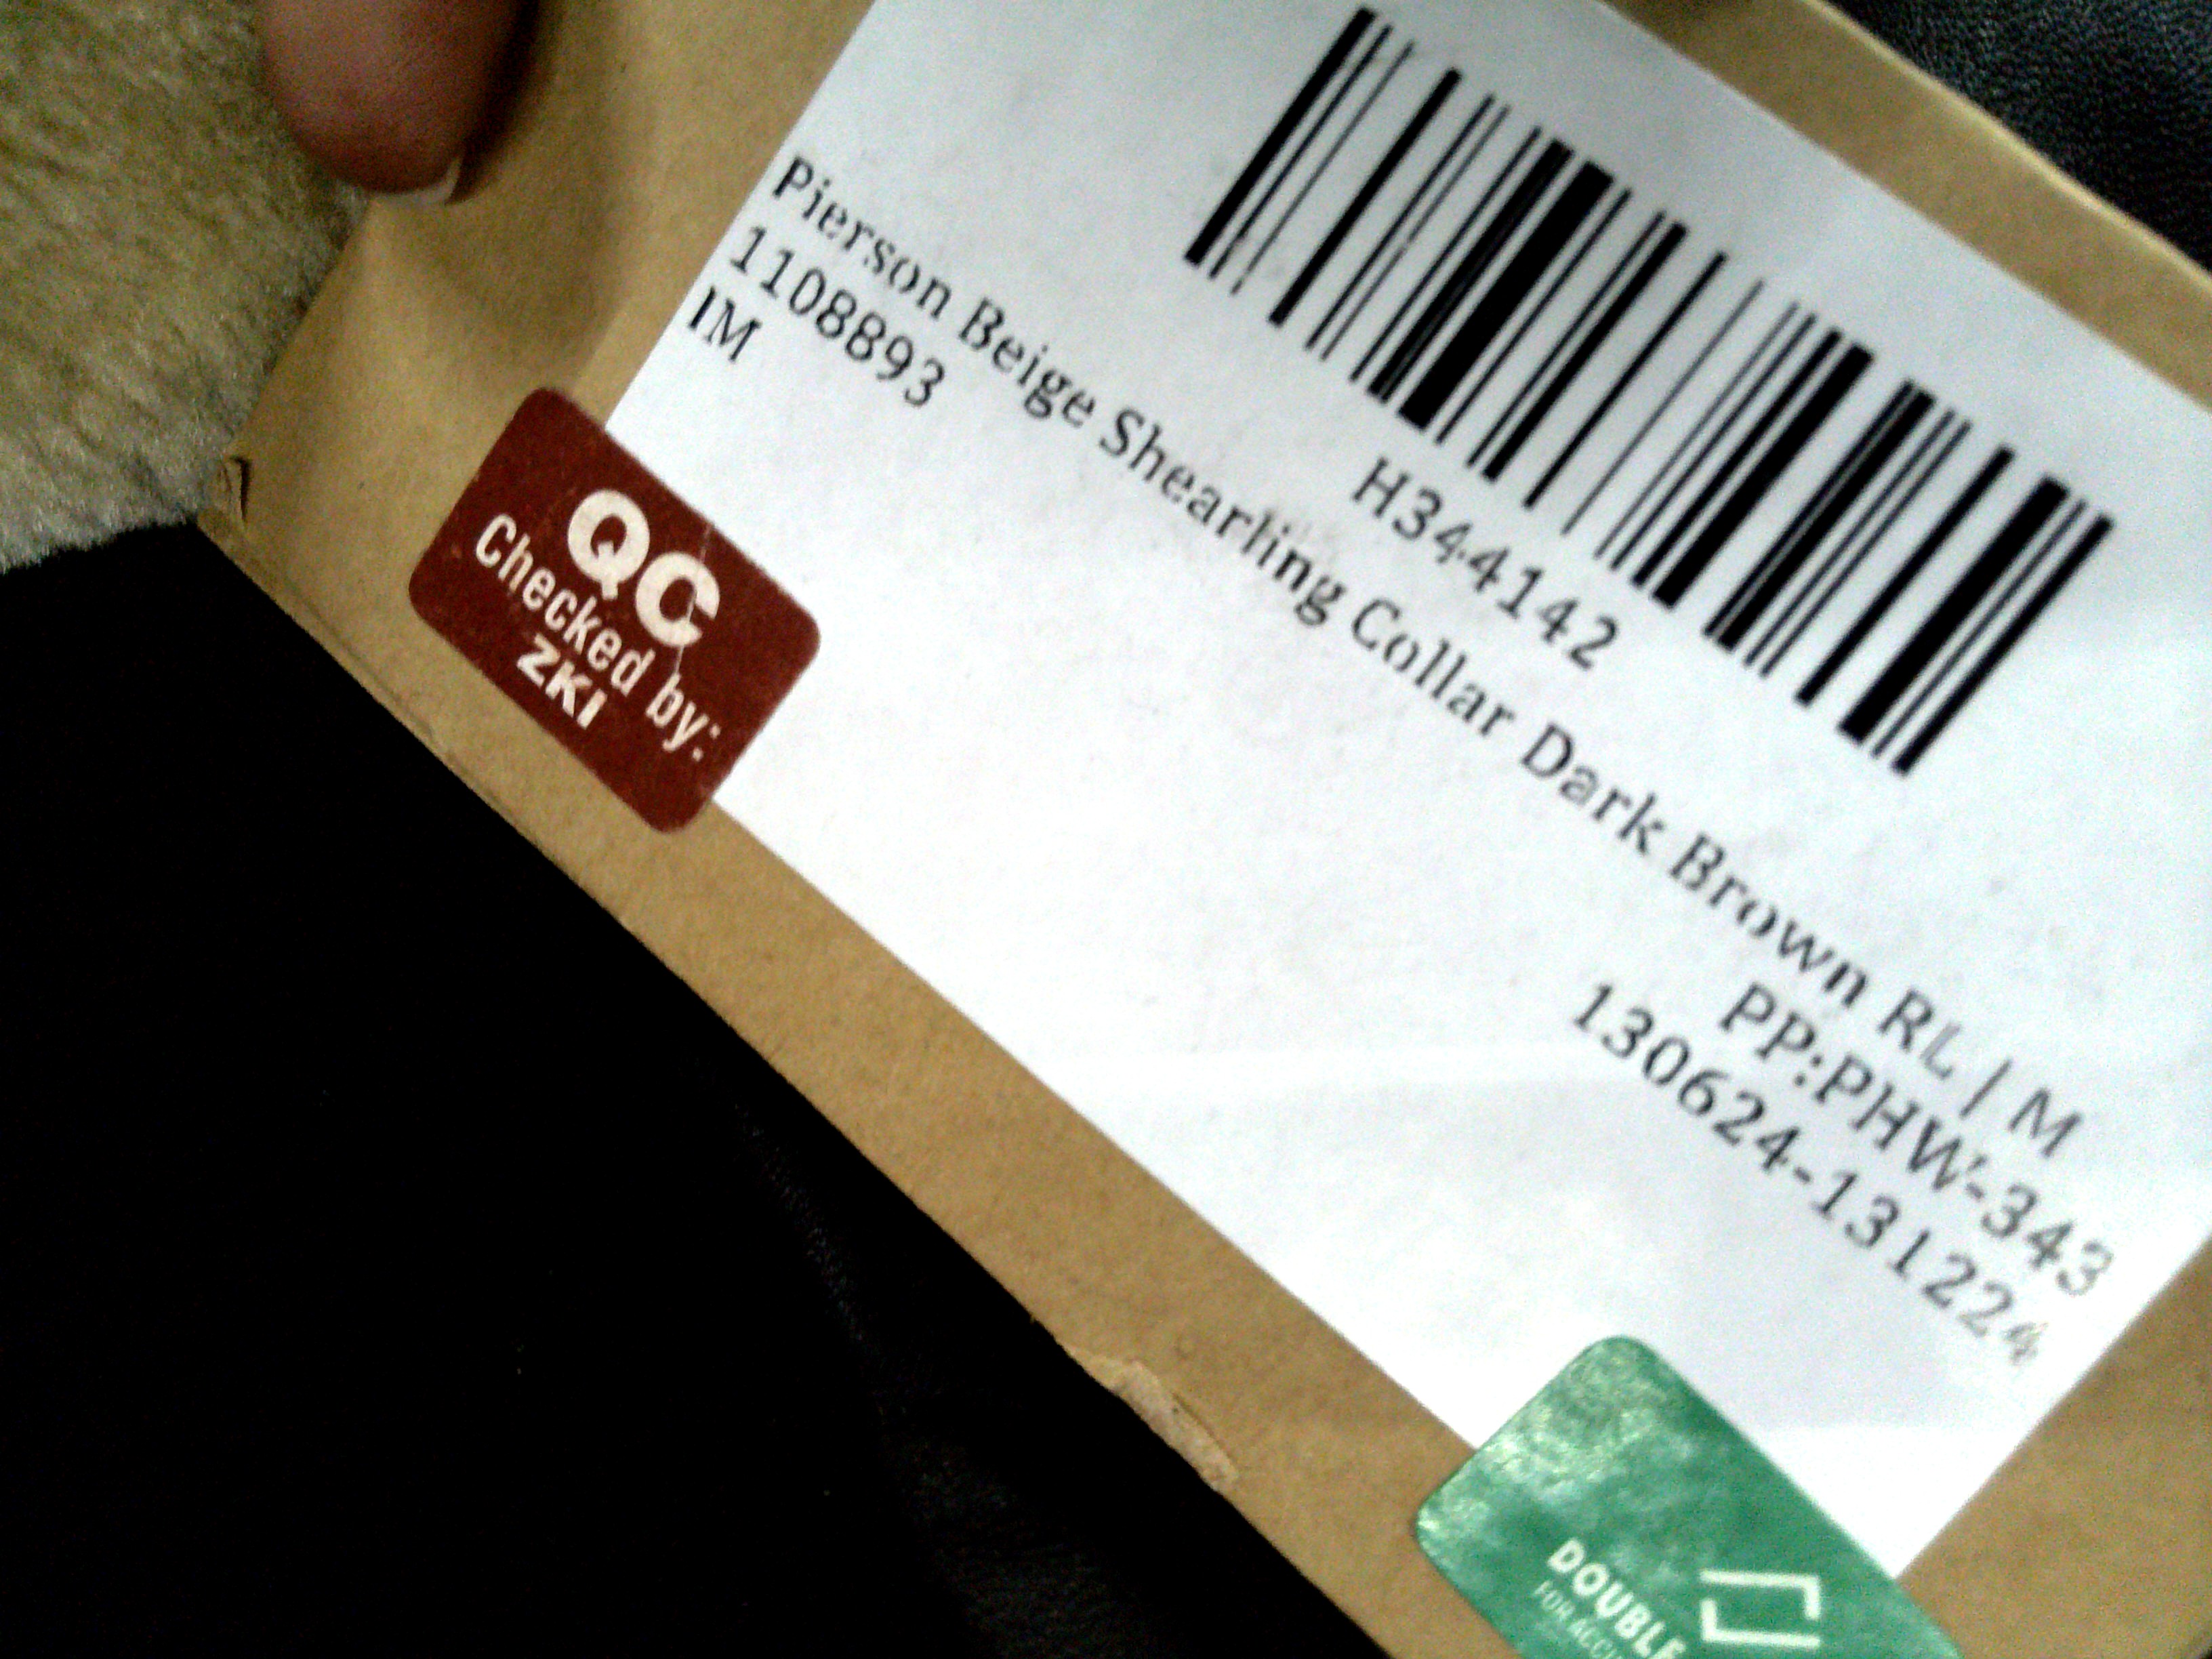 H344142
Pierson Beige Shearling Collar Dark Brown RL | M
1108893
PP:PHW-343
IM
130624-131224
QC
Checked by:
ZKI
DOUBLE